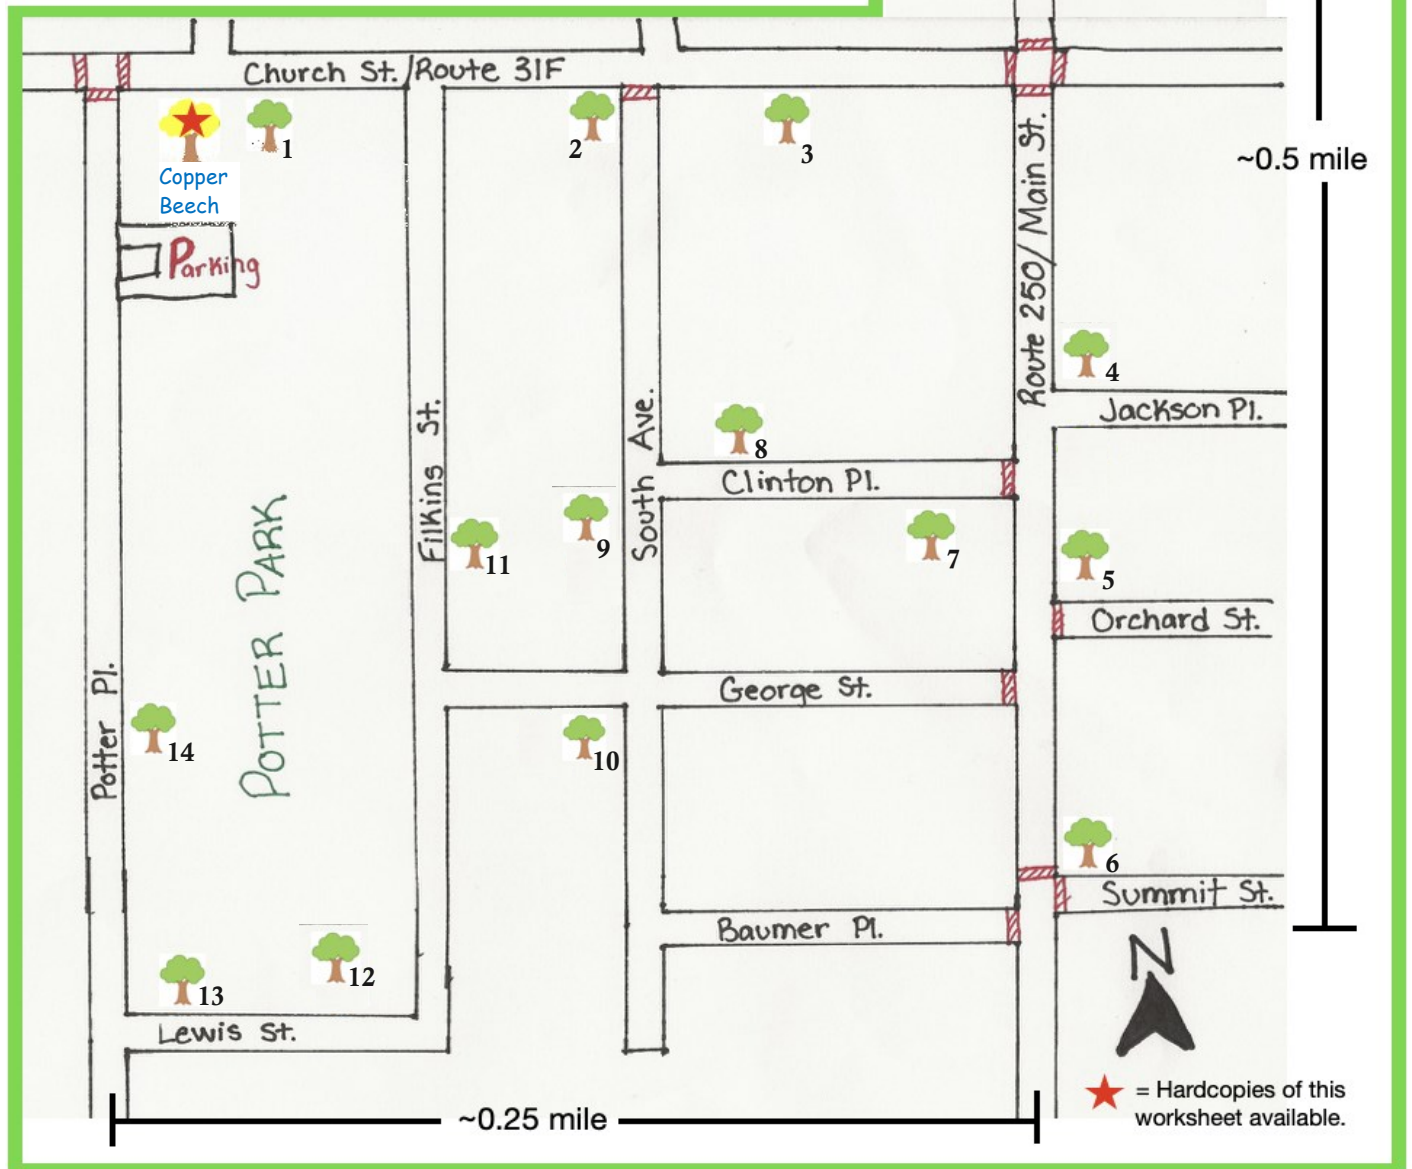 Church St./Route 31F
1
2
3
Copper
Beech
Parking
~0.5 mile
Route 250/ Main St.
4
Jackson Pl.
8
South Ave.
Clinton Pl.
Filkins St.
11
9
7
5
Orchard St.
POTTER PARK
Potter Pl.
George St.
14
10
6
Summit St.
Baumer Pl.
12
13
Lewis St.
N
= Hardcopies of this
worksheet available.
~0.25 mile